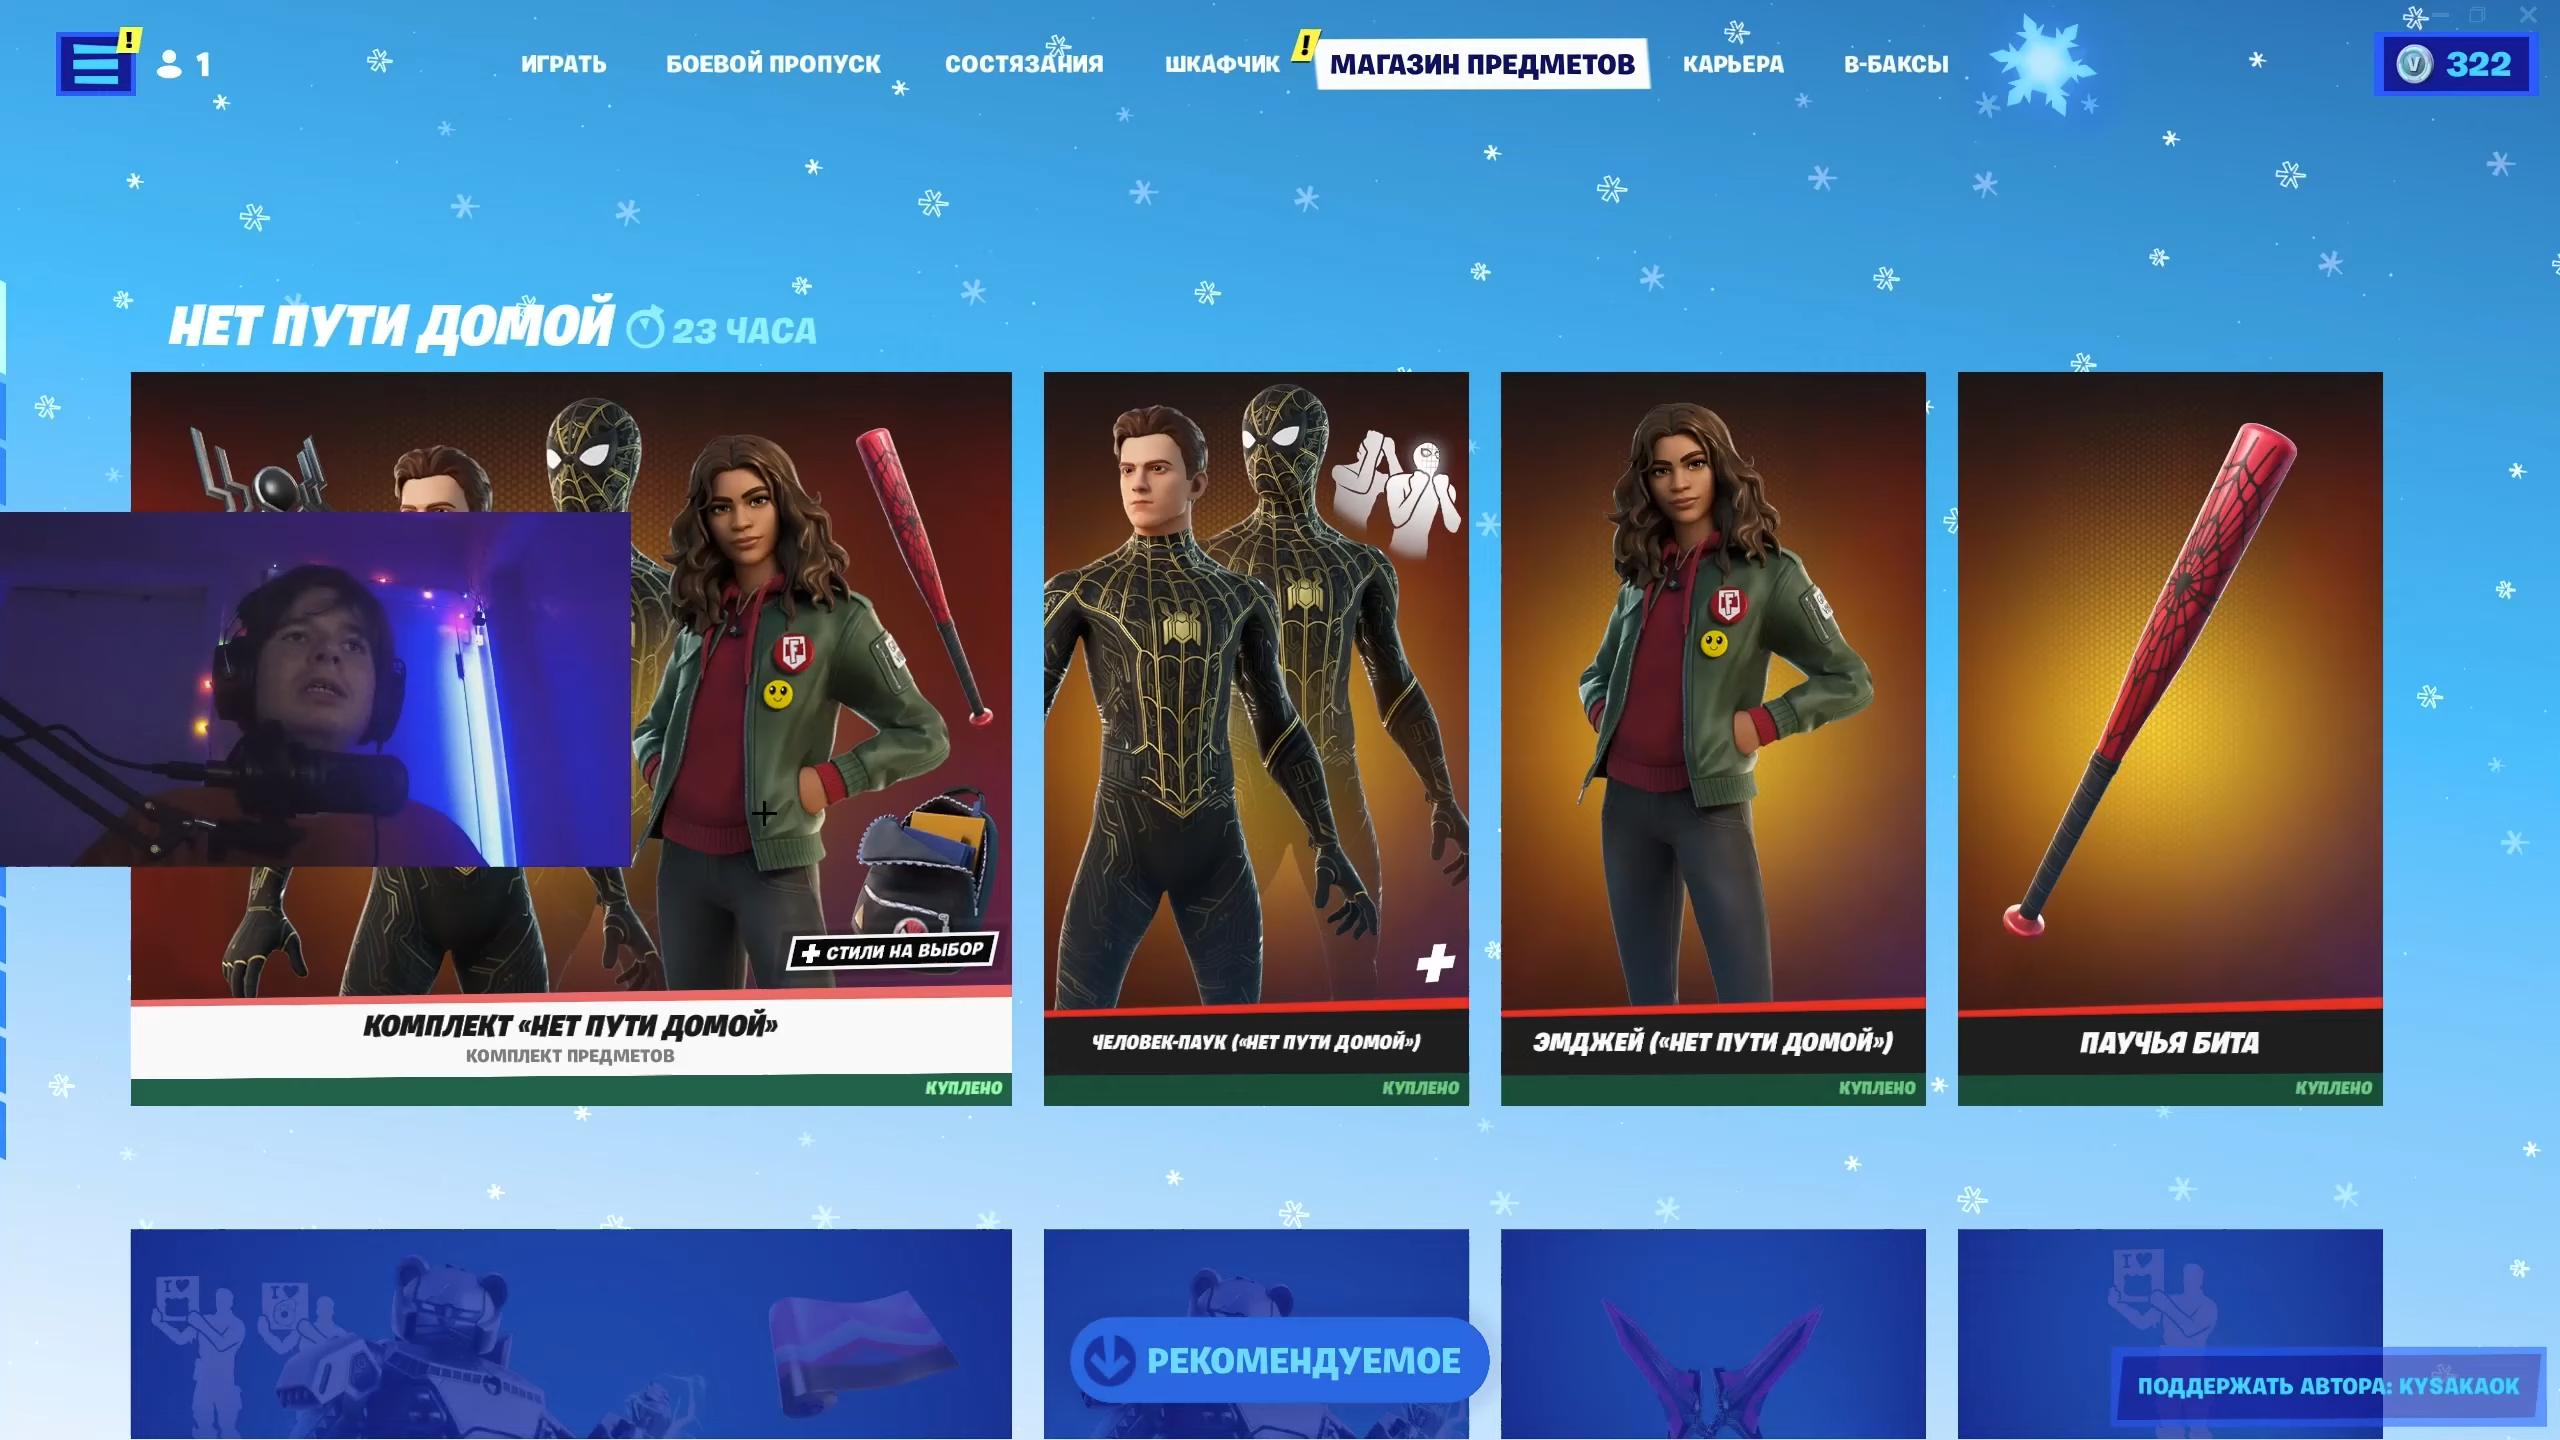 !
1
ИГРАТЬ
БОЕВОЙ ПРОПУСК
СОСТЯЗАНИЯ
ШКАФЧИК
!
МАГАЗИН ПРЕДМЕТОВ
КАРЬЕРА
В-БАКСЫ
V 322
НЕТ ПУТИ ДОМОЙ
23 ЧАСА
+ СТИЛИ НА ВЫБОР
КОМПЛЕКТ «НЕТ ПУТИ ДОМОЙ»
КОМПЛЕКТ ПРЕДМЕТОВ
КУПЛЕНО
ЧЕЛОВЕК-ПАУК («НЕТ ПУТИ ДОМОЙ»)
КУПЛЕНО
ЭМДЖЕЙ («НЕТ ПУТИ ДОМОЙ»)
КУПЛЕНО
ПАУЧЬЯ БИТА
КУПЛЕНО
РЕКОМЕНДУЕМОЕ
ПОДДЕРЖАТЬ АВТОРА: KYSAKAOK